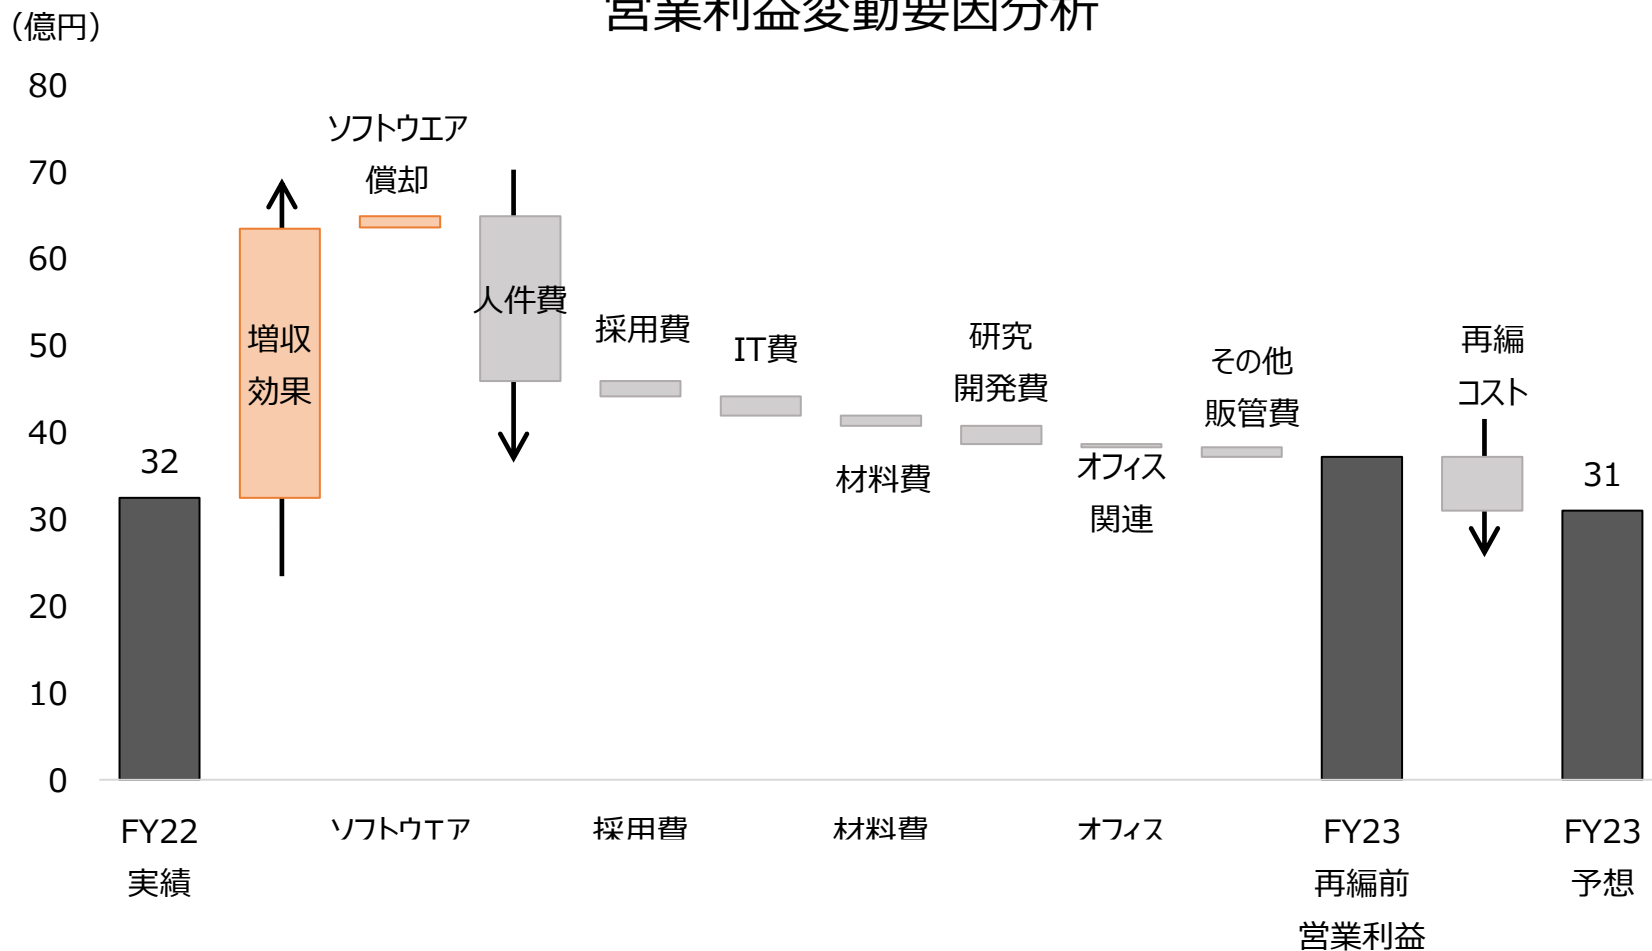 営業利益変動要因分析
（億円）
80
70
60
50
40
30
20
10
0
32
増収
効果
ソフトウエア
償却
人件費
採用費
IT費
材料費
研究
開発費
オフィス
関連
その他
販管費
再編
コスト
31
FY22
実績
ソフトウエア
採用費
材料費
オフィス
FY23
再編前
営業利益
FY23
予想